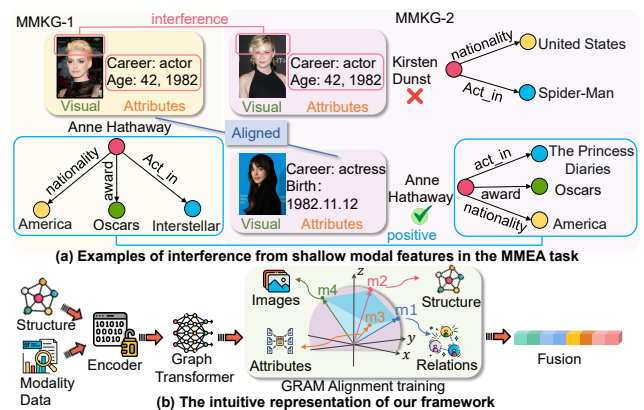 MMKG-1
interference
MMKG-2
Career: actor
Age: 42, 1982
Visual Attributes
Anne Hathaway
Career: actor
Age: 42, 1982
Visual Attributes
Kirsten
Dunst
nationality
United States
Act_in
Spider-Man
Aligned
nationality
award
Act_in
America
Oscars
Interstellar
Career: actress
Birth:
1982.11.12
Visual Attributes
Anne
Hathaway
positive
act_in
The Princess
Diaries
award
Oscars
nationality
America
(a) Examples of interference from shallow modal features in the MMEA task
Structure
Modality
Data
101010
010010
101010
Encoder
Graph
Transformer
Images
Attributes
z
m4
m2
m3
m1
y
x
Structure
Relations
GRAM Alignment training
Fusion
(b) The intuitive representation of our framework